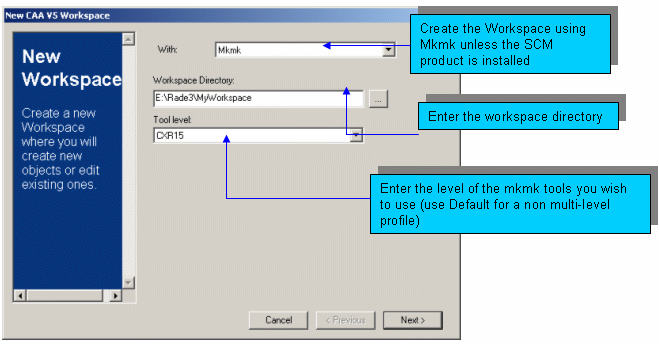 New CAA V5 Workspace
New
Workspace
Create a new
Workspace
where you will
create new
objects or edit
existing ones.
With:
Mkmk
Workspace Directory:
E:\Rade3\MyWorkspace
...
Tool level:
CXR15
Cancel
< Previous
Next >
Create the Workspace using
Mkmk unless the SCM
product is installed
Enter the workspace directory
Enter the level of the mkmk tools you wish
to use (use Default for a non multi-level
profile)